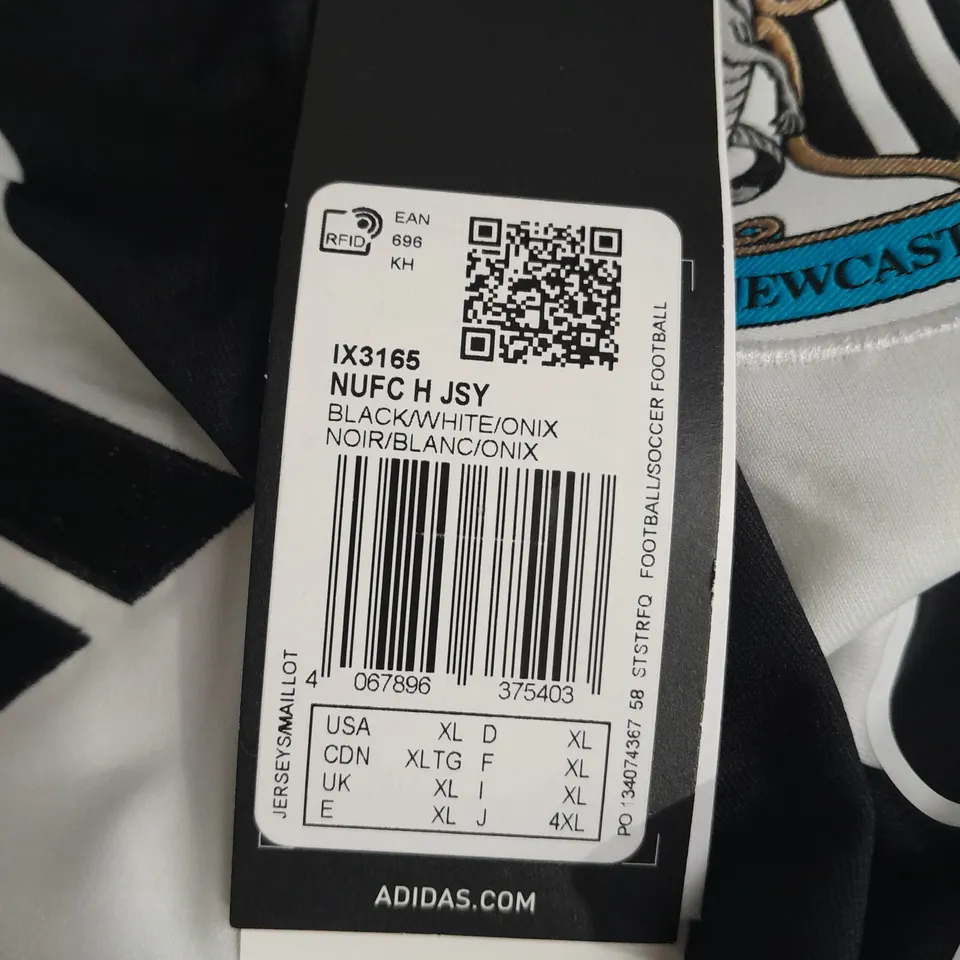 RFID
EAN
696
KH
IX3165
NUFC H JSY
BLACK/WHITE/ONIX
NOIR/BLANC/ONIX
4 067896 375403
USA XL D XL
CDN XLTG F XL
UK XL I XL
E XL J 4XL
JERSEYS/MAILLOT
PO 134074367 58 STSTRFQ FOOTBALL/SOCCER FOOTBALL
ADIDAS.COM
NEWCAST